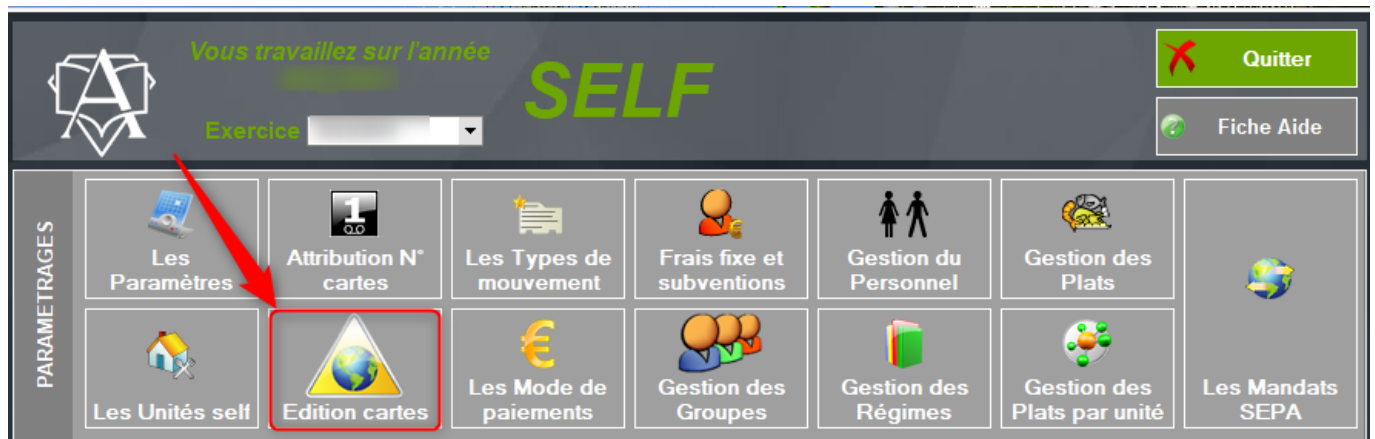 Vous travaillez sur l'année
SELF
Exercice
Quitter
Fiche Aide
PARAMETRAGES
Les
Paramètres
Attribution N°
cartes
Les Types de
mouvement
Frais fixe et
subventions
Gestion du
Personnel
Gestion des
Plats
Les Unités self
Edition cartes
Les Mode de
paiements
Gestion des
Groupes
Gestion des
Régimes
Gestion des
Plats par unité
Les Mandats
SEPA